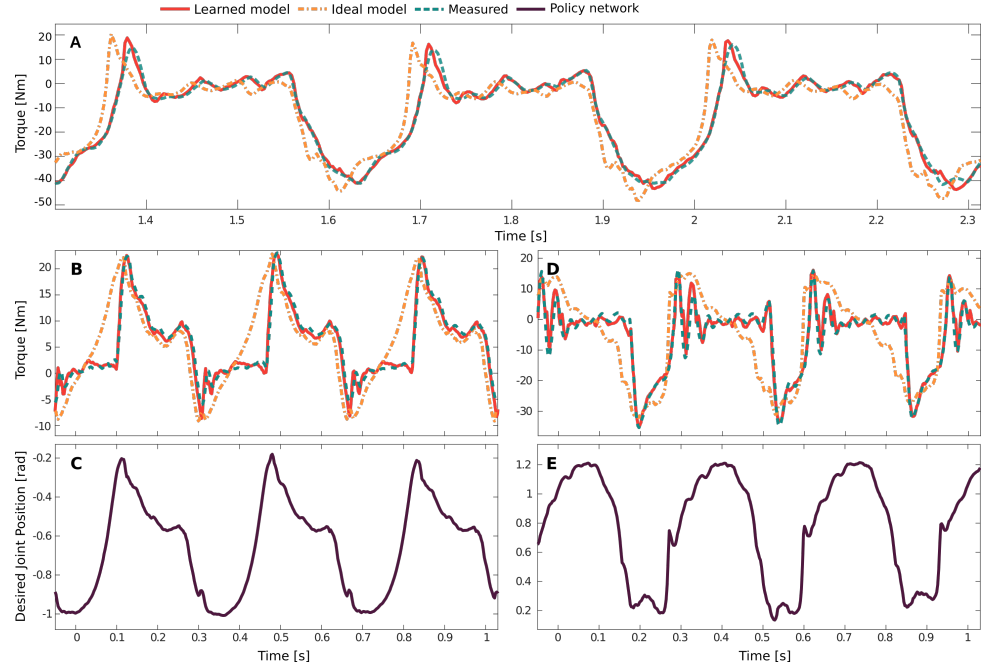 Learned model Ideal model Measured Policy network
A
Torque [Nm]
20
10
0
-10
-20
-30
-40
-50
1.4 1.5 1.6 1.7 1.8 1.9 2 2.1 2.2 2.3
Time [s]
B
Torque [Nm]
20
15
10
5
0
-5
-10
D
20
10
0
-10
-20
-30
C
Desired Joint Position [rad]
-0.2
-0.4
-0.6
-0.8
-1
0 0.1 0.2 0.3 0.4 0.5 0.6 0.7 0.8 0.9 1
Time [s]
E
1.2
1
0.8
0.6
0.4
0.2
0 0.1 0.2 0.3 0.4 0.5 0.6 0.7 0.8 0.9 1
Time [s]